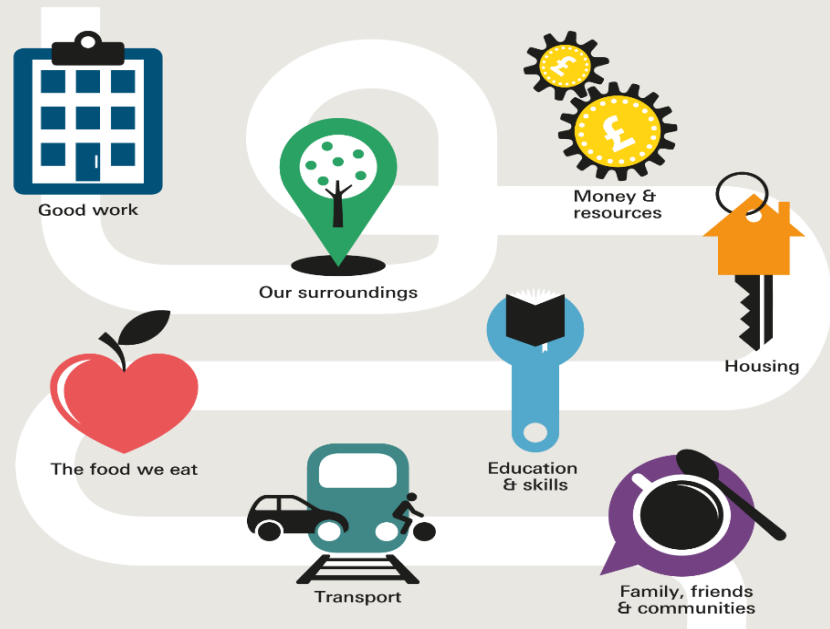 Good work
Our surroundings
£
£
Money &
resources
Housing
The food we eat
Education
& skills
Transport
Family, friends
& communities